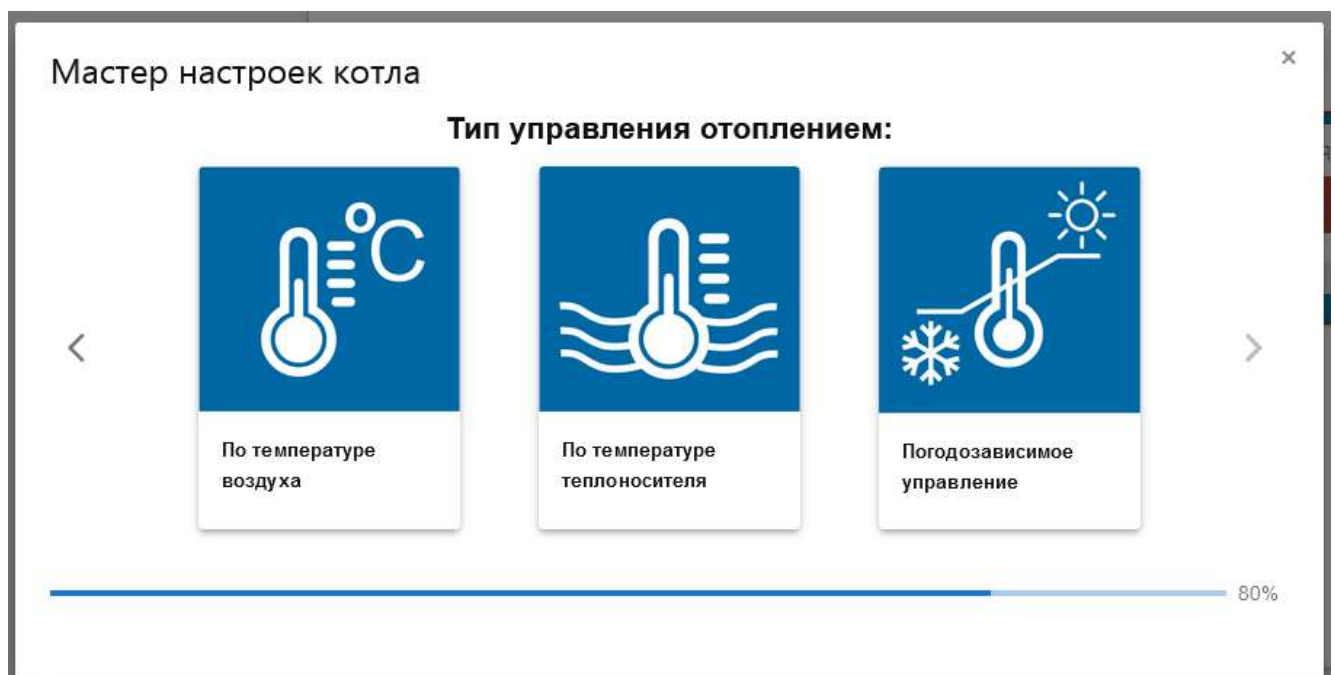 Мастер настроек котла
×
Тип управления отоплением:
°C
По температуре
воздуха
По температуре
теплоносителя
Погодозависимое
управление
80%